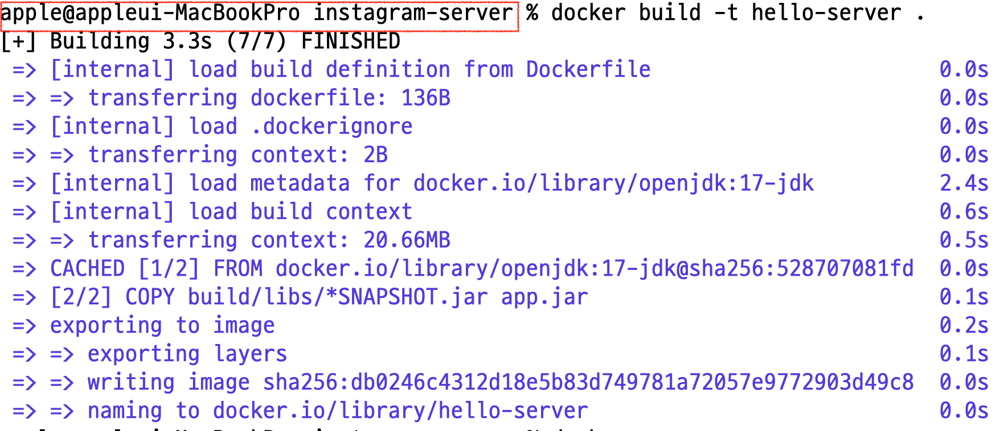 apple@appleui-MacBookPro instagram-server % docker build -t hello-server .
[+] Building 3.3s (7/7) FINISHED
=> [internal] load build definition from Dockerfile 0.0s
=> => transferring dockerfile: 136B 0.0s
=> [internal] load .dockerignore 0.0s
=> => transferring context: 2B 0.0s
=> [internal] load metadata for docker.io/library/openjdk:17-jdk 2.4s
=> [internal] load build context 0.6s
=> => transferring context: 20.66MB 0.5s
=> CACHED [1/2] FROM docker.io/library/openjdk:17-jdk@sha256:528707081fd 0.0s
=> [2/2] COPY build/libs/*SNAPSHOT.jar app.jar 0.1s
=> exporting to image 0.2s
=> => exporting layers 0.1s
=> => writing image sha256:db0246c4312d18e5b83d749781a72057e9772903d49c8 0.0s
=> => naming to docker.io/library/hello-server 0.0s